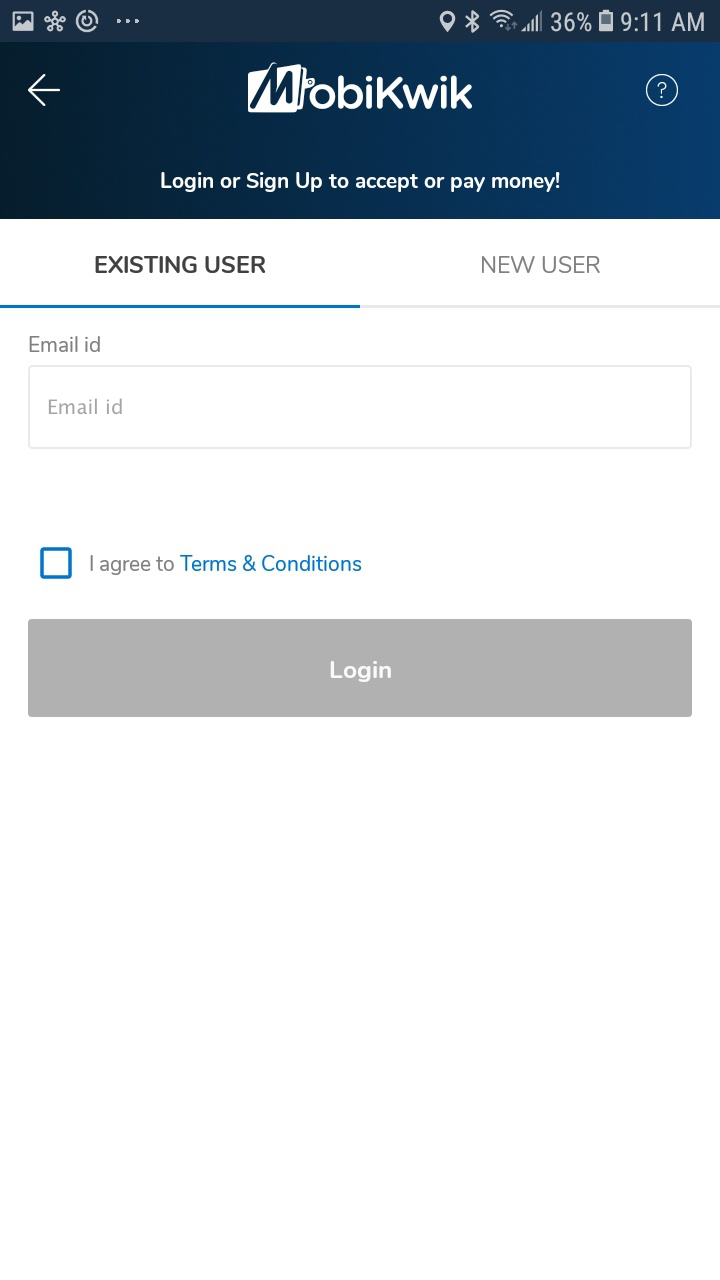 36% 9:11 AM
MobiKwik
?
Login or Sign Up to accept or pay money!
EXISTING USER
NEW USER
Email id
Email id
I agree to Terms & Conditions
Login